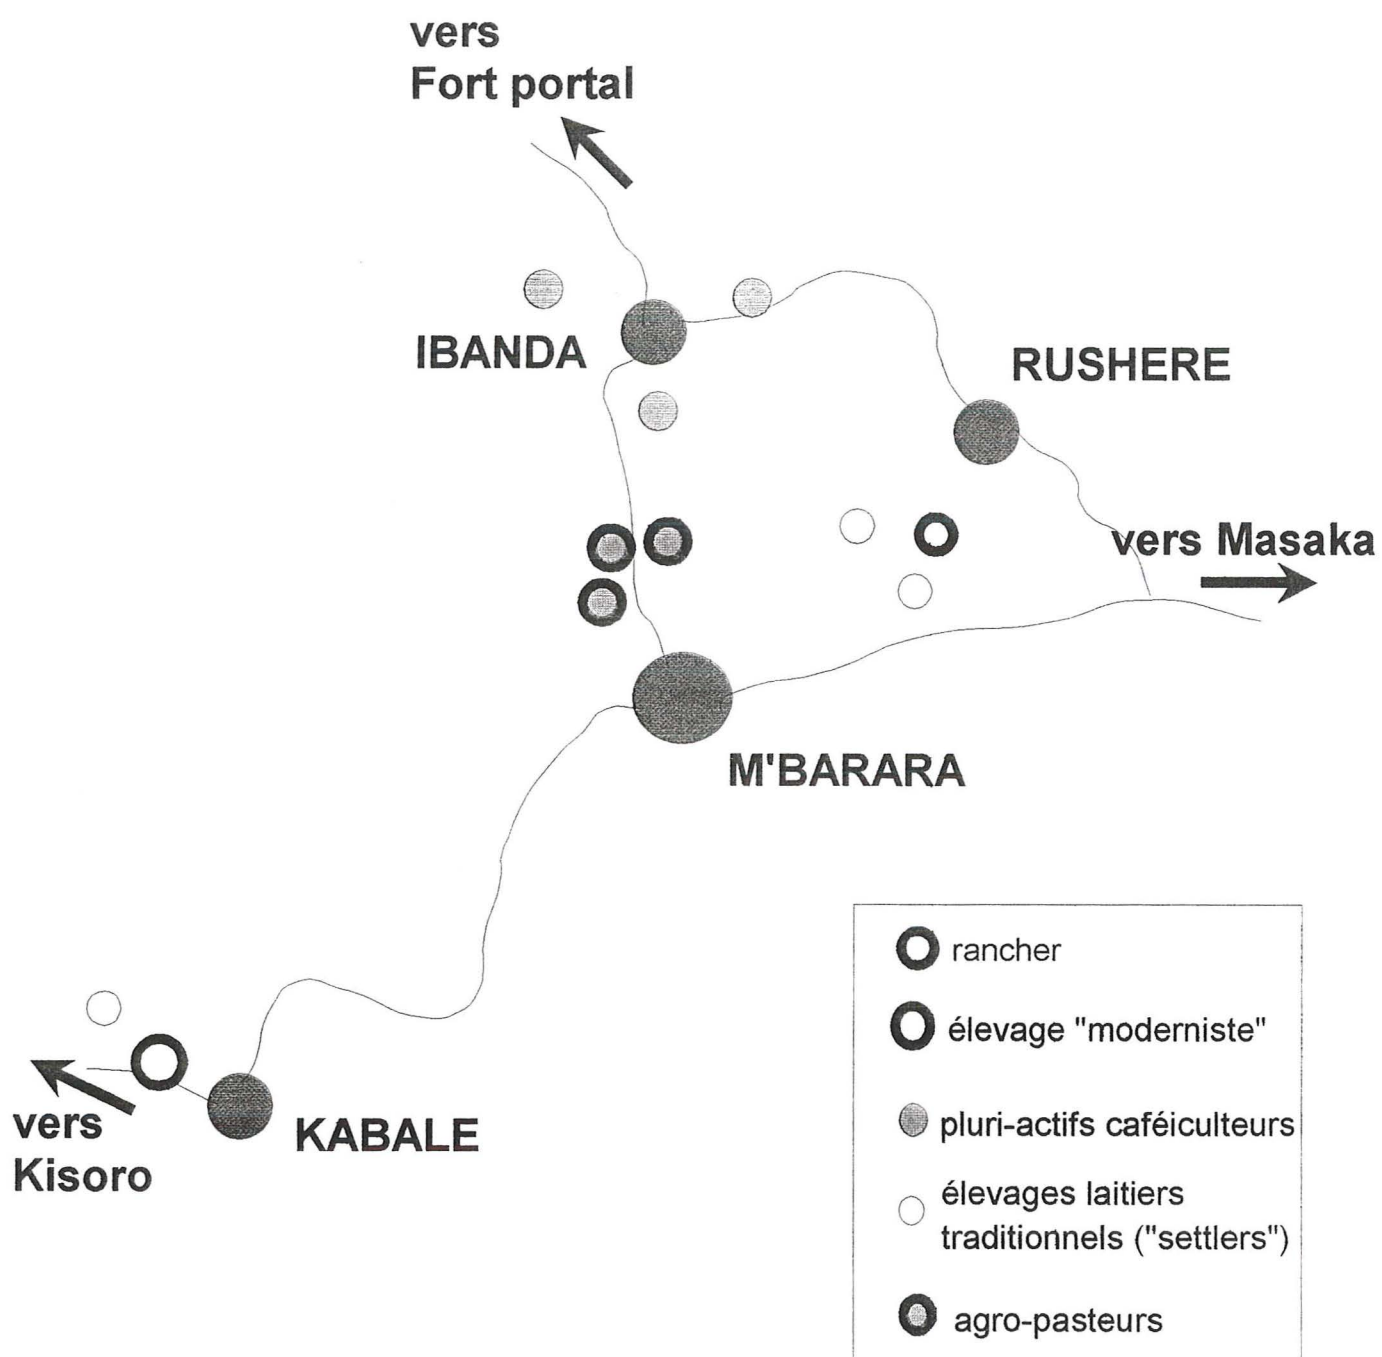 vers
Fort portal
IBANDA
RUSHERE
vers Masaka
M'BARARA
vers
Kisoro
KABALE
rancher
élevage "moderniste"
pluri-actifs caféiculteurs
élevages laitiers
traditionnels ("settlers")
agro-pasteurs